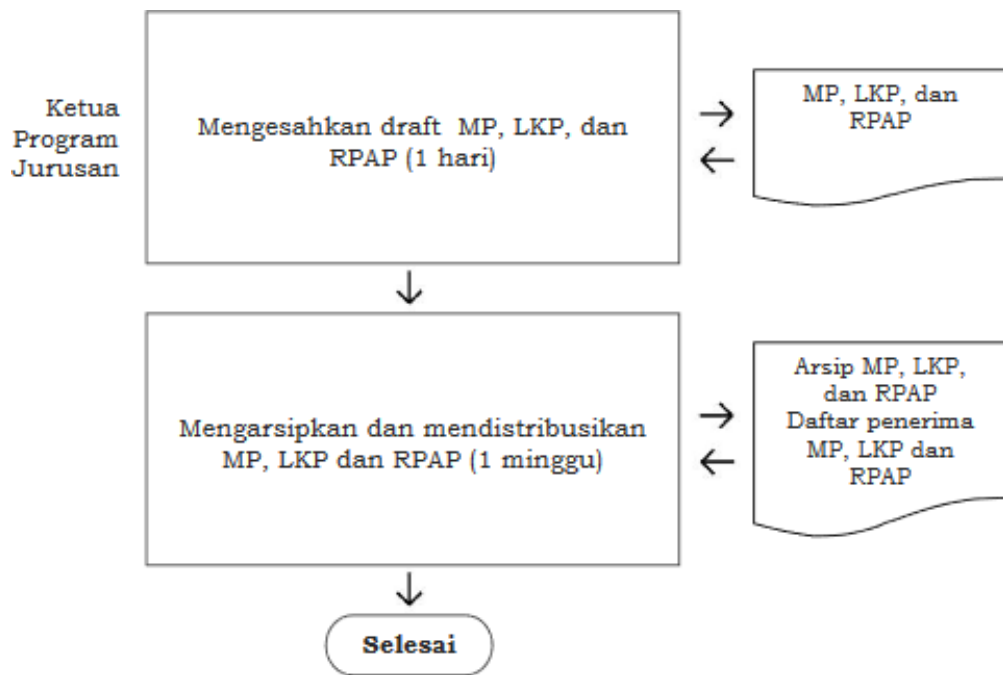 Ketua
Program
Jurusan
Mengesahkan draft MP, LKP, dan
RPAP (1 hari)
MP, LKP, dan
RPAP
Mengarsipkan dan mendistribusikan
MP, LKP dan RPAP (1 minggu)
Arsip MP, LKP,
dan RPAP
Daftar penerima
MP, LKP dan
RPAP
Selesai